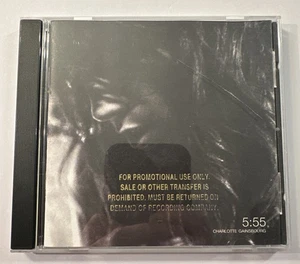 FOR PROMOTIONAL USE ONLY
SALE OR OTHER TRANSFER IS
PROHIBITED. MUST BE RETURNED ON
DEMAND OF RECORDING COMPANY.
5:55
CHARLOTTE GAINSBOURG